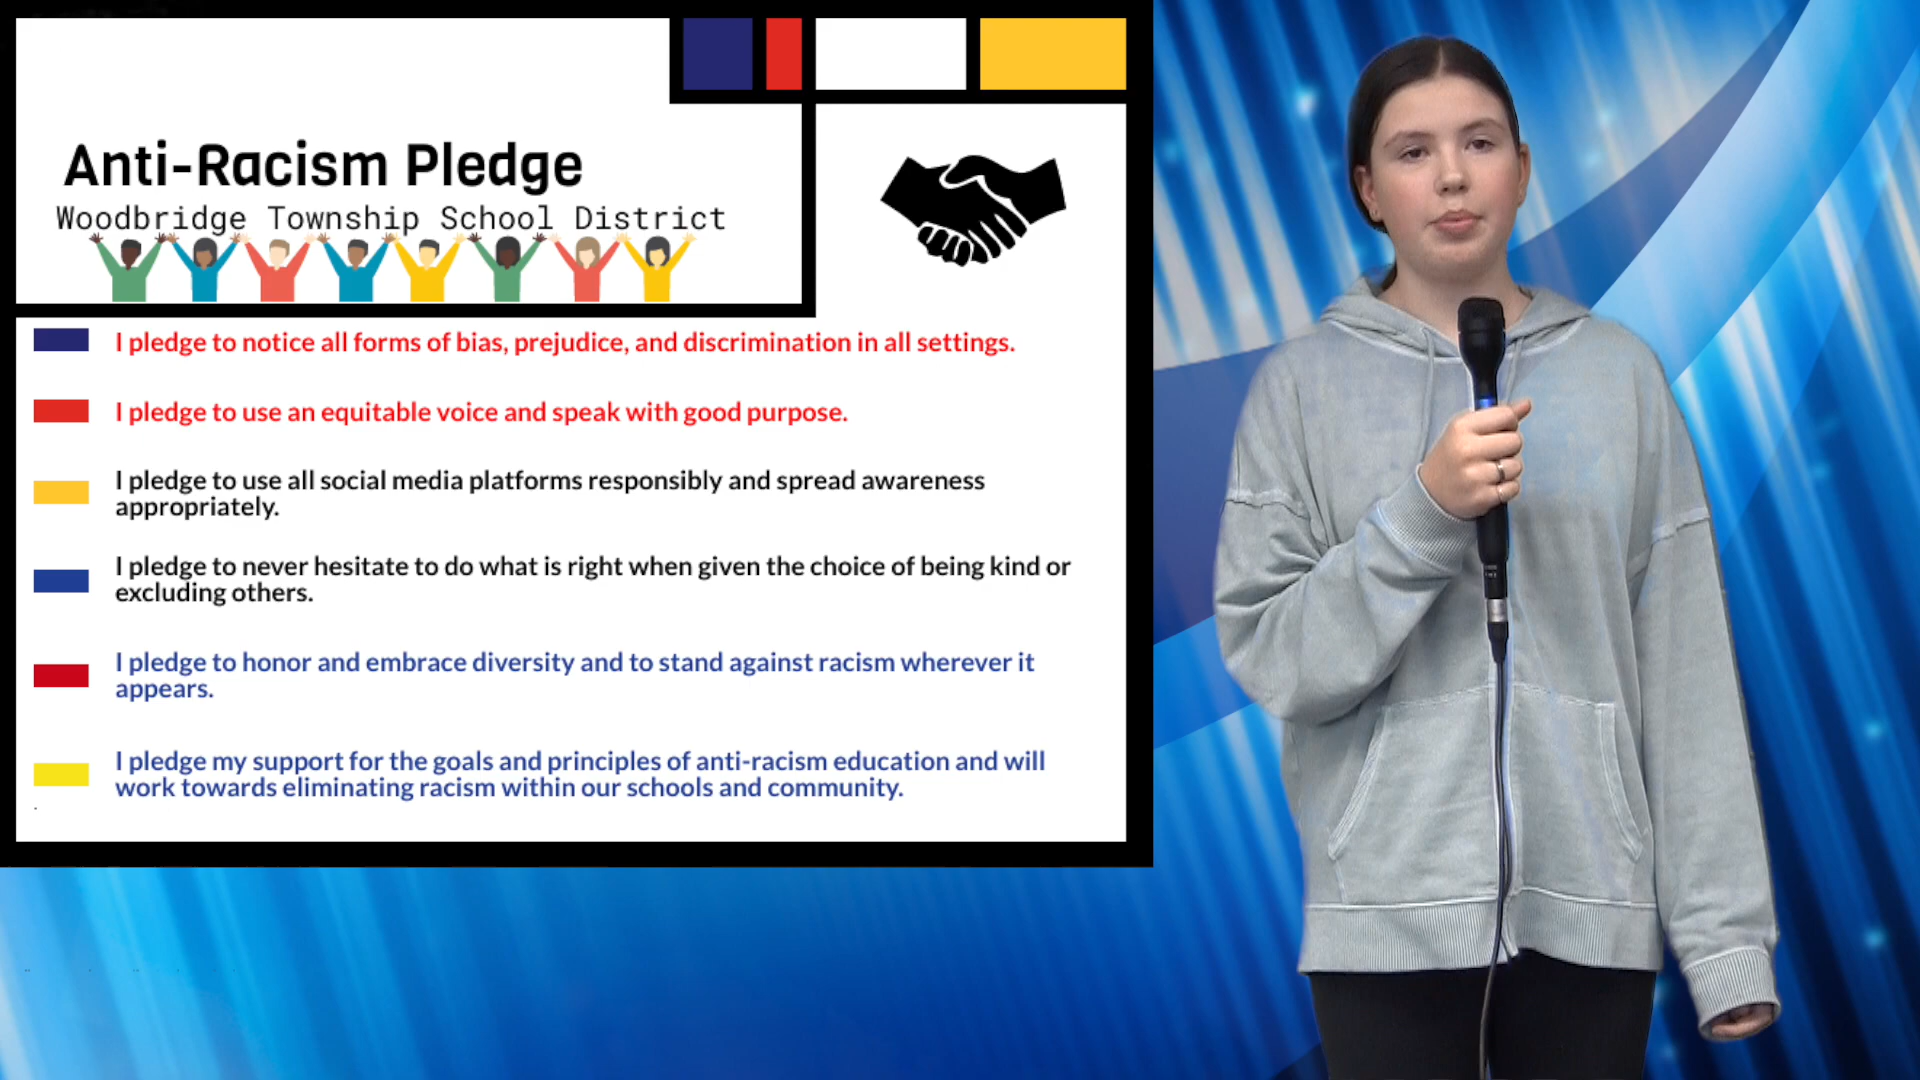 Anti-Racism Pledge
Woodbridge Township School District
I pledge to notice all forms of bias, prejudice, and discrimination in all settings.
I pledge to use an equitable voice and speak with good purpose.
I pledge to use all social media platforms responsibly and spread awareness
appropriately.
I pledge to never hesitate to do what is right when given the choice of being kind or
excluding others.
I pledge to honor and embrace diversity and to stand against racism wherever it
appears.
I pledge my support for the goals and principles of anti-racism education and will
work towards eliminating racism within our schools and community.
.